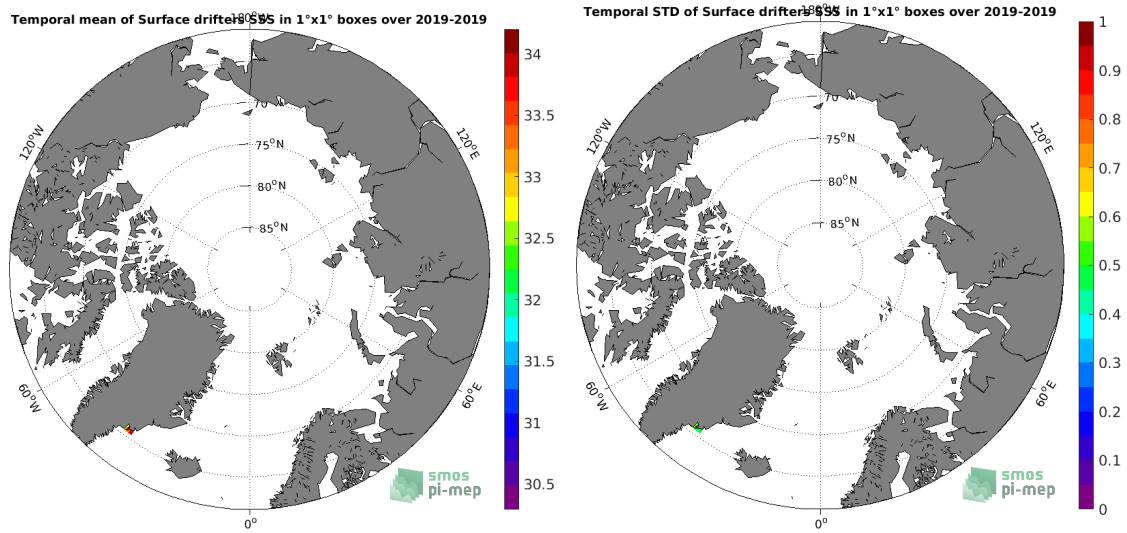 Temporal mean of Surface drifters SSS in 1°x1° boxes over 2019-2019
180°W
70
75°N
80°N
85°N
120°W
120°E
60°W
60°E
0°
34
33.5
33
32.5
32
31.5
31
30.5
smos
pi-mep
Temporal STD of Surface drifters SSS in 1°x1° boxes over 2019-2019
180°W
70
75°N
80°N
85°N
120°W
120°E
60°W
60°E
0°
1
0.9
0.8
0.7
0.6
0.5
0.4
0.3
0.2
0.1
0
smos
pi-mep